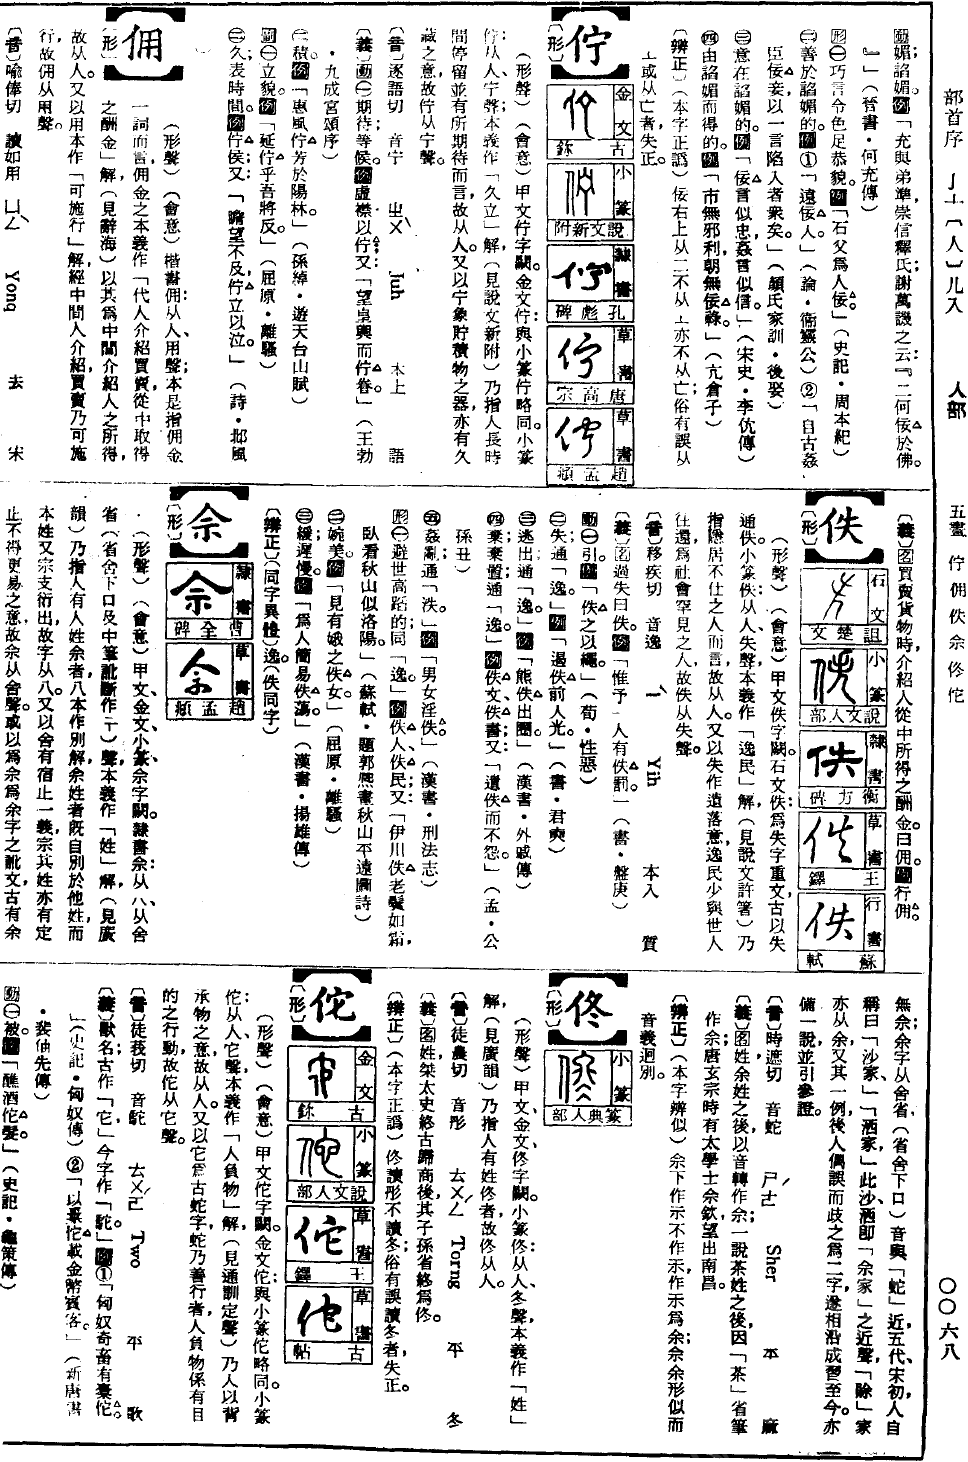 部首序 亅亠〔人〕儿入 人部 五畫 佇佣佚佘佟佗 〇〇六八
動媚諂媚。例「充與弟準崇信釋氏謝萬譏之云『二何佞於佛。
』」（晉書·何充傳）
形㊀巧言令色足恭貌。例「石父為人佞。」（史記·周本紀）
㊁善於諂媚的。例①「遠佞人。」（論·衞靈公）②「自古姦
臣佞妾以一言陷人者衆矣。」（顏氏家訓·後娶）
㊂意在諂媚的。例「佞言似忠姦言似信。」（宋史·李沆傳）
㊃由諂媚而得的。例「市無邪利朝無佞祿。」（亢倉子）
〔辨正〕（本字正譌）佞右上从二不从亠亦不从亡俗有誤从
亠或从亡者失正。
佇
〔形〕
金文 古鉥
小篆 說文新附
隸書 孔彪碑
草書 唐高宗
草書 趙孟頫
（形聲）（會意）甲文佇字闕。金文佇：與小篆佇略同。小篆
佇：从人、宁聲本義作「久立」解（見說文新附）乃指人長時
間停留並有所期待而言，故从人。又以宁象貯積物之器，亦有久
藏之意，故佇从宁聲。
〔音〕逐語切 音宁 ㄓㄨˋ Juh 本上 語
〔義〕動㊀期待；等候。例虛襟以佇；又：「望皐輿而佇眷。」（王勃
·九成宮頌序）
㊁積。例「惠風佇芳於陽林。」（孫綽·遊天台山賦）
副㊀立貌。例「延佇乎吾將反。」（屈原·離騷）
㊁久表時間。例佇侯；又：「瞻望不及，佇立以泣。」（詩·邶風
佣
〔形〕
（形聲）（會意）楷書佣：从人、用聲；本是指佣金
一詞而言，佣金之本義作「代人介紹買賣，從中取得
之酬金」解（見辭海）以其為中間介紹人之所得，
故从人。又以用本作「可施行」解，經中間人介紹買賣乃可施
行，故佣从用聲。
〔音〕喻俸切 讀如用 ㄩㄥˋ Yong 去 宋
〔義〕名買賣貨物時，介紹人從中所得之酬金曰佣。例行佣。
佚
〔形〕
石文 詛楚文
小篆 說文人部
隸書 衡方碑
草書 王鐸
行書 蘇軾
（形聲）（會意）甲文佚字闕。石文佚：為失字重文，古以失
通佚。小篆佚：从人、失聲，本義作「逸民」解（見說文許箸）乃
指隱居不仕之人而言，故从人。又以失作遺落意，逸民少與世人
往還，為社會罕見之人，故佚从失聲。
〔音〕移疾切 音逸 ㄧˋ Yih 本入 質
〔義〕名過失曰佚。例「惟予一人有佚罰。」（書·盤庚）
動㊀引。例「佚之以繩。」（荀·性惡）
㊁失通「逸。」例「遏佚前人光。」（書·君奭）
㊂逃出通「逸。」例「熊佚出圈。」（漢書·外戚傳）
㊃棄；棄置通「逸。」例佚文、佚書；又：「遺佚而不怨。」（孟·公
孫丑）
㊄姦；亂通「泆。」例「男女淫佚。」（漢書·刑法志）
形㊀避世高蹈的同「逸。」例佚人、佚民；又：「伊川佚老鬢如霜，
臥看秋山似洛陽。」（蘇軾·題郭熙畫秋山平遠圖詩）
㊁婉美。例「見有娀之佚女。」（屈原·離騷）
㊂緩；遲慢。例「為人簡易佚蕩。」（漢書·揚雄傳）
〔辨正〕（同字異體）逸。（佚同字）
佘
〔形〕
隸書 曹全碑
草書 趙孟頫
（形聲）（會意）甲文、金文、小篆佘字闕。隸書佘：从八、从舍
省（省舍下口及中筆訛斷作二）聲，本義作「姓」解（見廣
韻）乃指人有人姓佘者，八本作別解，佘姓者既自別於他姓而
本姓又宗支衍出，故字从八。又以舍有宿止一義，宗其姓亦有定
止不得更易之意，故佘从舍聲。或以為佘為余字之訛文，古有余
無佘，余字从舍省（省舍下口）音與「蛇」近。五代、宋初人自
稱曰「沙家」「洒家」此沙洒即「佘家」之近聲。「賒」家
亦从佘又其一例，後人偶誤而歧之為二字，遂相沿成習至今。亦
備一說並引參證。
〔音〕時遮切 音蛇 ㄕㄜˊ Sher 本平 麻
〔義〕名姓余姓之後，以音轉作佘；一說茶姓之後，因「茶」省筆
作佘，唐玄宗時有太學士佘欽，望出南昌。
〔辨正〕（本字辨似）佘下作示不作𣎳作𣎳為余，佘余形似而
音義迥別。
佟
〔形〕
小篆 篆典人部
（形聲）甲文、金文佟字闕。小篆佟：从人、冬聲，本義作「姓」
解（見廣韻）乃指人有姓佟者，故佟从人。
〔音〕徒農切 音彤 ㄊㄨㄥˊ Torng 平 冬
〔義〕名姓桀太史終古歸商後，其子孫省終為佟。
〔辨正〕（本字正譌）佟讀彤不讀冬，俗有誤讀冬者，失正。
佗
〔形〕
金文 古鉥
小篆 說文人部
草書 王鐸
草書 古帖
（形聲）（會意）甲文佗字闕。金文佗：與小篆佗略同。小篆
佗：从人、它聲，本義作「人負物」解（見通訓定聲）乃人以背
承物之意，故从人。又以它為古蛇字，蛇乃善行者，人負物係有目
的之行動，故佗从它聲。
〔音〕徒莪切 音駝 ㄊㄨㄛˊ Two 平 歌
〔義〕獸名古作「它」今字作「駝。」例①「匈奴奇畜有橐佗
」（史記·匈奴傳）②「以橐佗載金幣賓客。」（新唐書
·裴伷先傳）
動㊀被。例「醮酒佗髮。」（史記·龜策傳）